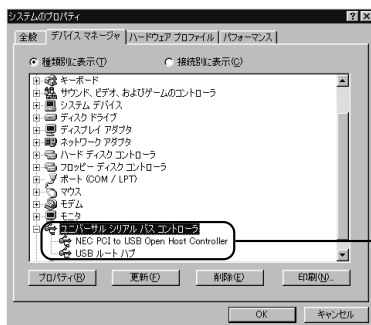 システムのプロパティ
全般 デバイス マネージャ ハードウェア プロファイル パフォーマンス
種類別に表示(T) 接続別に表示(C)
キーボード
サウンド、ビデオ、およびゲームのコントローラ
システム デバイス
ディスク ドライブ
ディスプレイ アダプタ
ネットワーク アダプタ
ハード ディスク コントローラ
フロッピー ディスク コントローラ
ポート (COM / LPT)
マウス
モデム
モニタ
ユニバーサル シリアル バス コントローラ
NEC PCI to USB Open Host Controller
USB ルート ハブ
プロパティ(R) 更新(F) 削除(E) 印刷(N)...
OK キャンセル